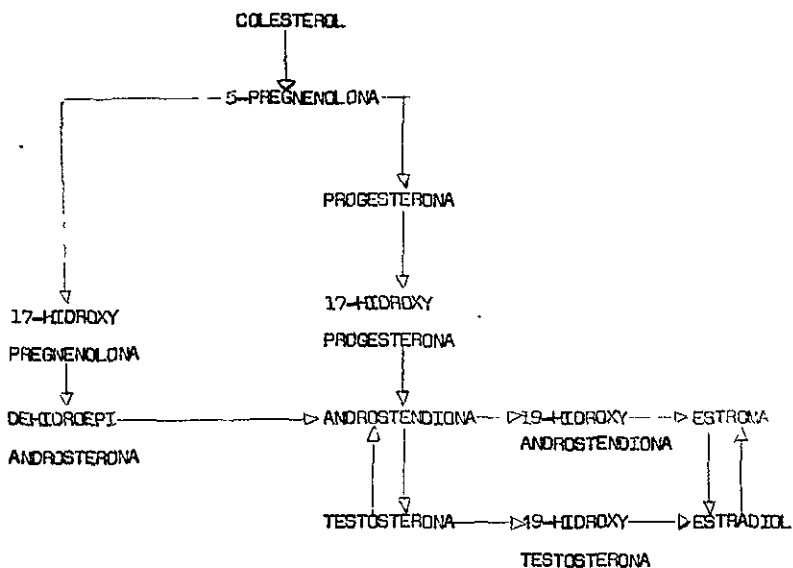 COLESTEROL
5-PREGNENOLONA
PROGESTERONA
17-HIDROXY
PREGNENOLONA
17-HIDROXY
PROGESTERONA
DEHIDROEPI
ANDROSTERONA
ANDROSTENDIONA
19-HIDROXY
ANDROSTENDIONA
ESTRONA
TESTOSTERONA
19-HIDROXY
TESTOSTERONA
ESTRADIOL